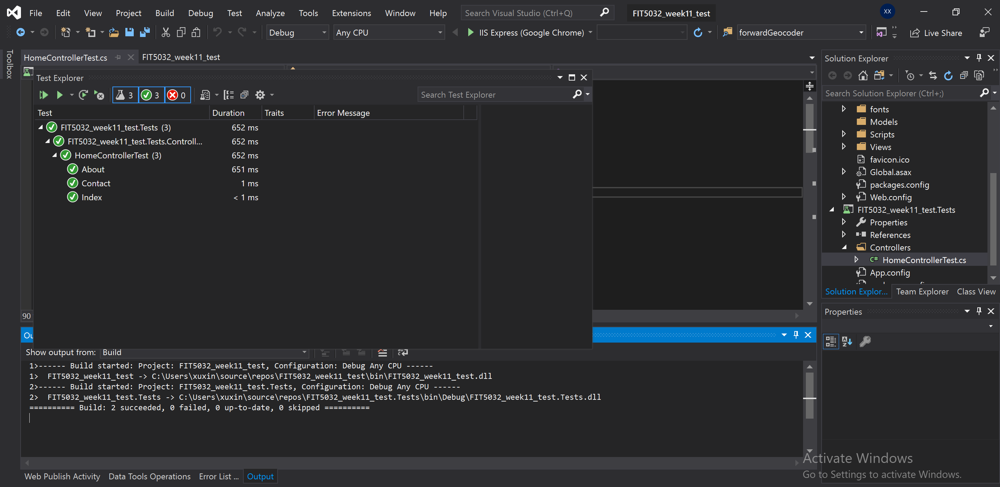 File Edit View Project Build Debug Test Analyze Tools Extensions Window Help Search Visual Studio (Ctrl+Q) FIT5032_week11_test XX
Debug Any CPU IIS Express (Google Chrome) forwardGeocoder Live Share
Toolbox
HomeControllerTest.cs FIT5032_week11_test
Test Explorer
3 3 0 Search Test Explorer
Test Duration Traits Error Message
FIT5032_week11_test.Tests (3) 652 ms
FIT5032_week11_test.Tests.Controll... 652 ms
HomeControllerTest (3) 652 ms
About 651 ms
Contact 1 ms
Index < 1 ms
90
Ou
Show output from: Build
1>------ Build started: Project: FIT5032_week11_test, Configuration: Debug Any CPU ------
1>  FIT5032_week11_test -> C:\Users\xuxin\source\repos\FIT5032_week11_test\bin\FIT5032_week11_test.dll
2>------ Build started: Project: FIT5032_week11_test.Tests, Configuration: Debug Any CPU ------
2>  FIT5032_week11_test.Tests -> C:\Users\xuxin\source\repos\FIT5032_week11_test.Tests\bin\Debug\FIT5032_week11_test.Tests.dll
========== Build: 2 succeeded, 0 failed, 0 up-to-date, 0 skipped ==========
Web Publish Activity Data Tools Operations Error List ... Output
Solution Explorer
Search Solution Explorer (Ctrl+;)
fonts
Models
Scripts
Views
favicon.ico
Global.asax
packages.config
Web.config
FIT5032_week11_test.Tests
Properties
References
Controllers
C# HomeControllerTest.cs
App.config
Solution Explor... Team Explorer Class View
Properties
Activate Windows
Go to Settings to activate Windows.